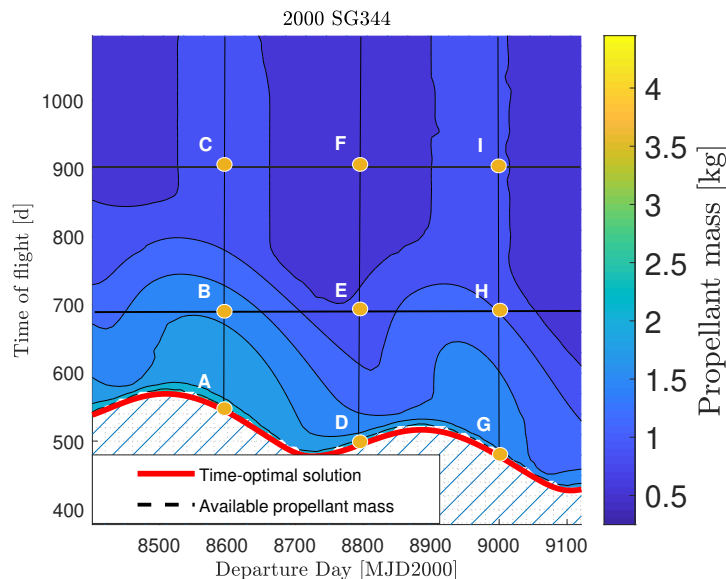 2000 SG344
Time of flight [d]
1000
900
800
700
600
500
400
C
F
I
B
E
H
A
D
G
Time-optimal solution
Available propellant mass
8500 8600 8700 8800 8900 9000 9100
Departure Day [MJD2000]
4
3.5
3
2.5
2
1.5
1
0.5
Propellant mass [kg]